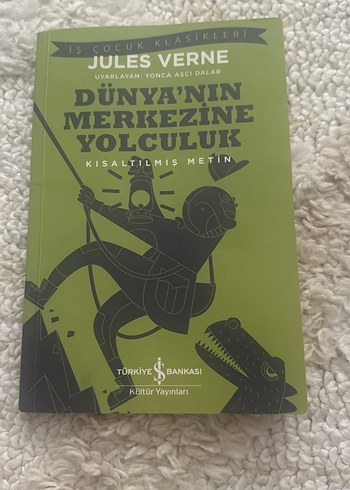 İŞ ÇOCUK KLASİKLERİ
JULES VERNE
UYARLAYAN: YONCA AŞCI DALAR
DÜNYA'NIN
MERKEZİNE
YOLCULUK
KISALTILMIŞ METİN
TÜRKİYE İŞ BANKASI
Kültür Yayınları